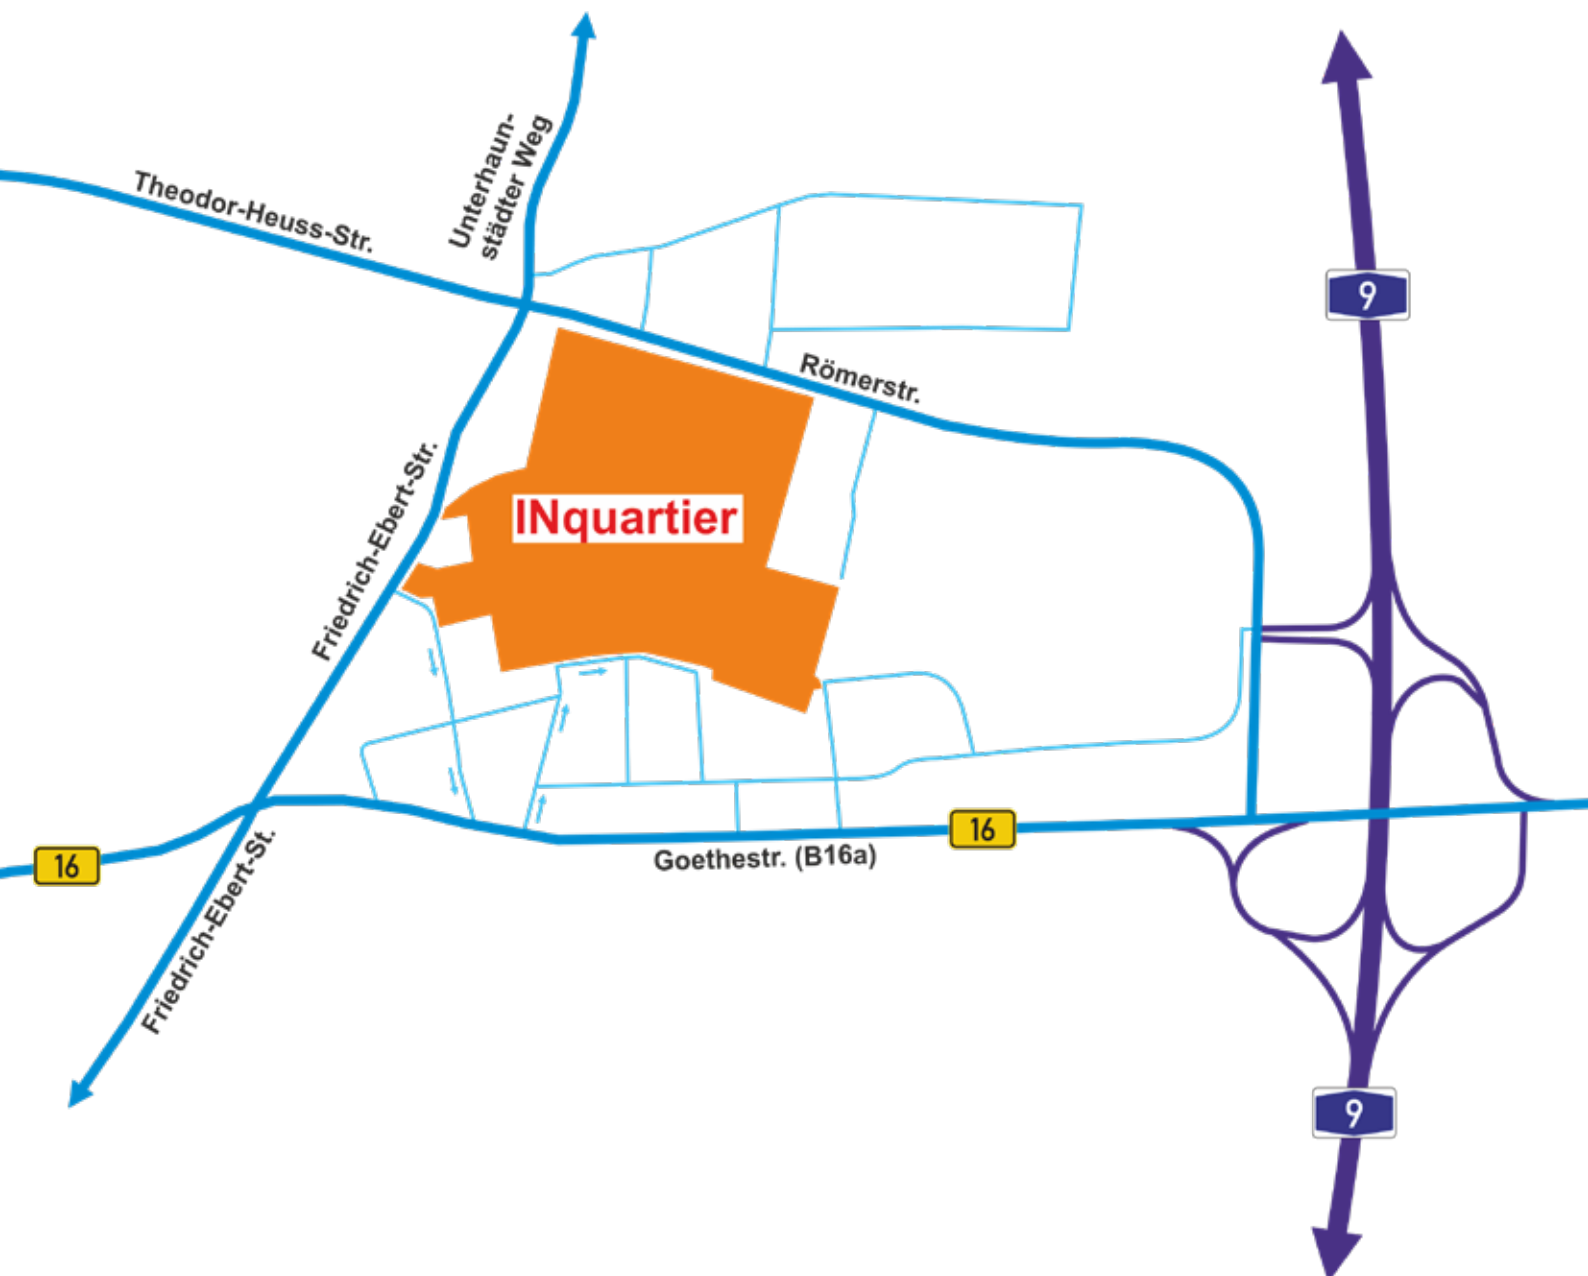 Unterhaun-
städter Weg
Theodor-Heuss-Str.
9
Römerstr.
Friedrich-Ebert-Str.
INquartier
16
Goethestr. (B16a)
16
Friedrich-Ebert-St.
9